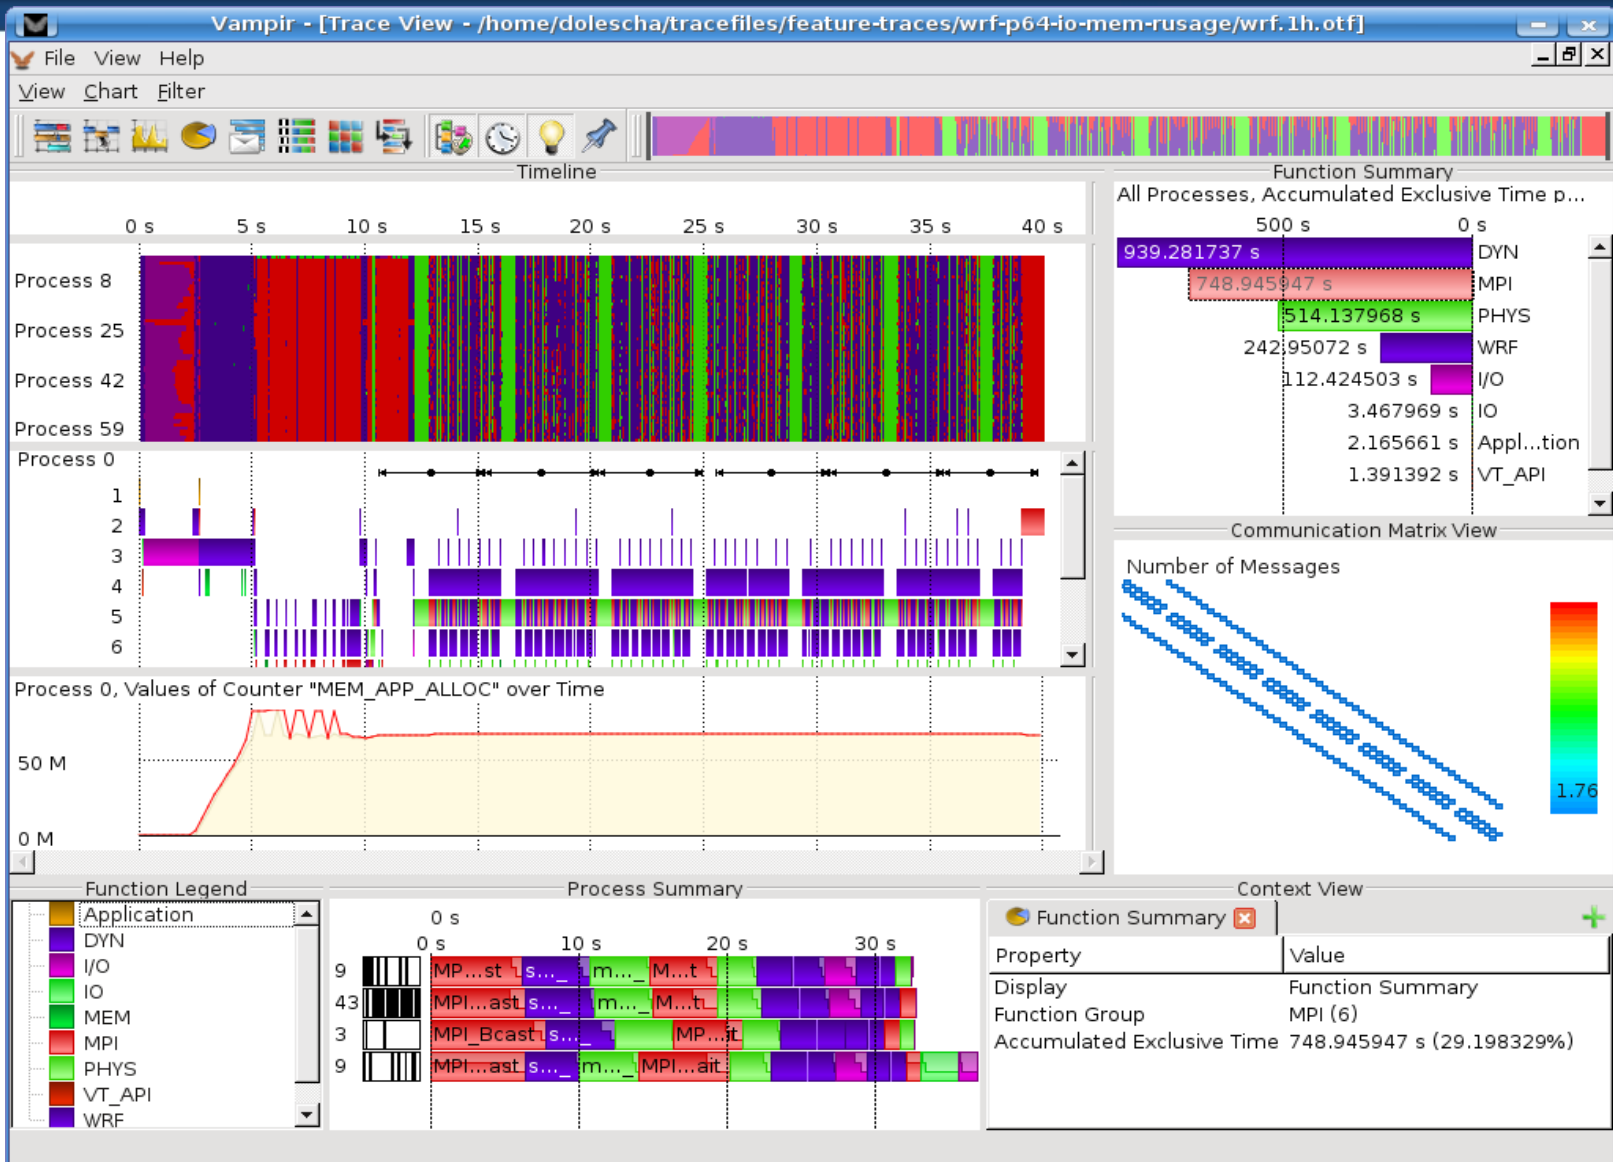 Vampir - [Trace View - /home/dolescha/tracefiles/feature-traces/wrf-p64-io-mem-rusage/wrf.1h.otf]
File View Help
View Chart Filter
Timeline
0 s 5 s 10 s 15 s 20 s 25 s 30 s 35 s 40 s
Process 8
Process 25
Process 42
Process 59
Process 0
1
2
3
4
5
6
Process 0, Values of Counter "MEM_APP_ALLOC" over Time
50 M
0 M
Function Summary
All Processes, Accumulated Exclusive Time p...
500 s 0 s
939.281737 s DYN
748.945947 s MPI
514.137968 s PHYS
242.95072 s WRF
112.424503 s I/O
3.467969 s IO
2.165661 s Appl...tion
1.391392 s VT_API
Communication Matrix View
Number of Messages
1.76
Function Legend
Application
DYN
I/O
IO
MEM
MPI
PHYS
VT_API
WRF
Process Summary
0 s
0 s 10 s 20 s 30 s
9 MP...st s..._ m..._ M...t
43 MPI...ast s..._ m..._ M...t
3 MPI_Bcast s..._ MP...it
9 MPI...ast s..._ m..._ MPI...ait
Context View
Function Summary
Property Value
Display Function Summary
Function Group MPI (6)
Accumulated Exclusive Time 748.945947 s (29.198329%)